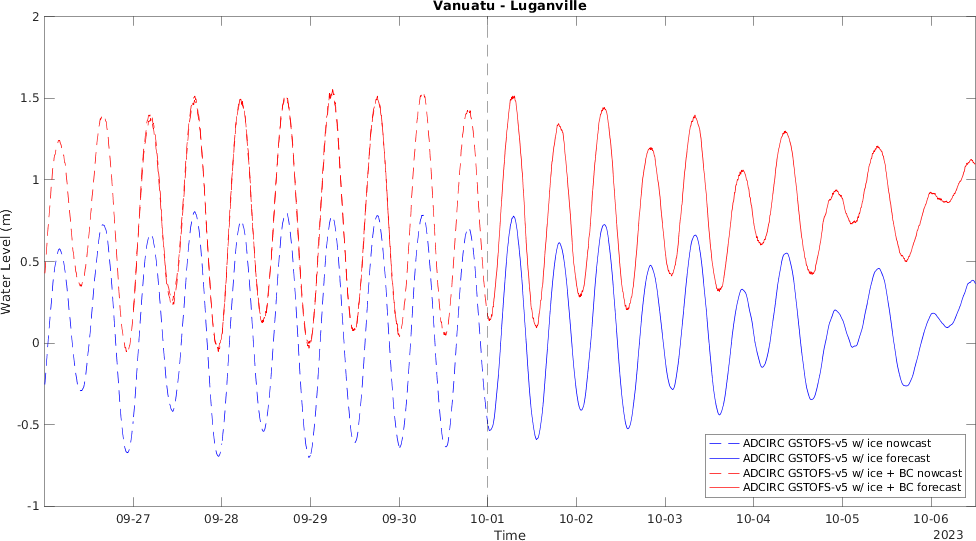 Vanuatu - Luganville
2
1.5
1
0.5
0
-0.5
-1
Water Level (m)
ADCIRC GSTOFS-v5 w/ ice nowcast
ADCIRC GSTOFS-v5 w/ ice forecast
ADCIRC GSTOFS-v5 w/ ice + BC nowcast
ADCIRC GSTOFS-v5 w/ ice + BC forecast
09-27 09-28 09-29 09-30 10-01 10-02 10-03 10-04 10-05 10-06
Time
2023